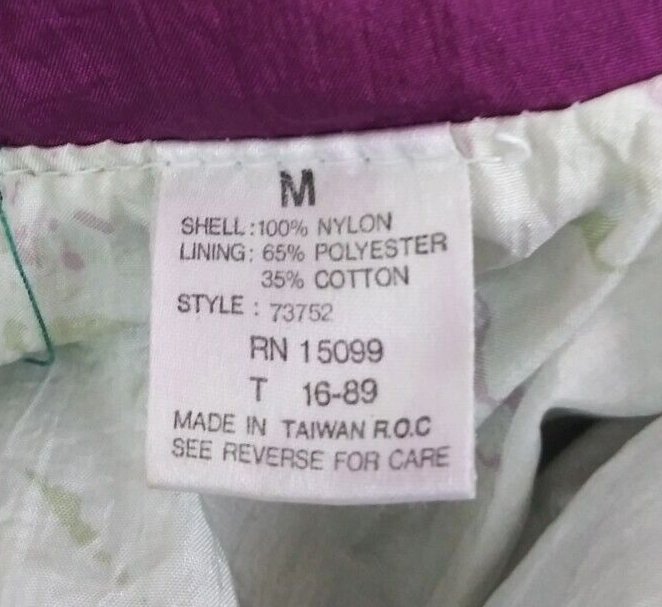 M
SHELL:100% NYLON
LINING: 65% POLYESTER
35% COTTON
STYLE : 73752
RN 15099
T 16-89
MADE IN TAIWAN R.O.C
SEE REVERSE FOR CARE